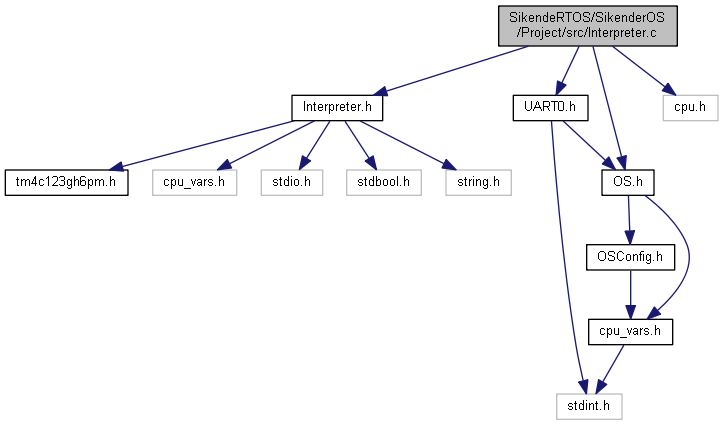 SikendeRTOS/SikenderOS
/Project/src/Interpreter.c
Interpreter.h
UART0.h
cpu.h
tm4c123gh6pm.h
cpu_vars.h
stdio.h
stdbool.h
string.h
OS.h
OSConfig.h
cpu_vars.h
stdint.h